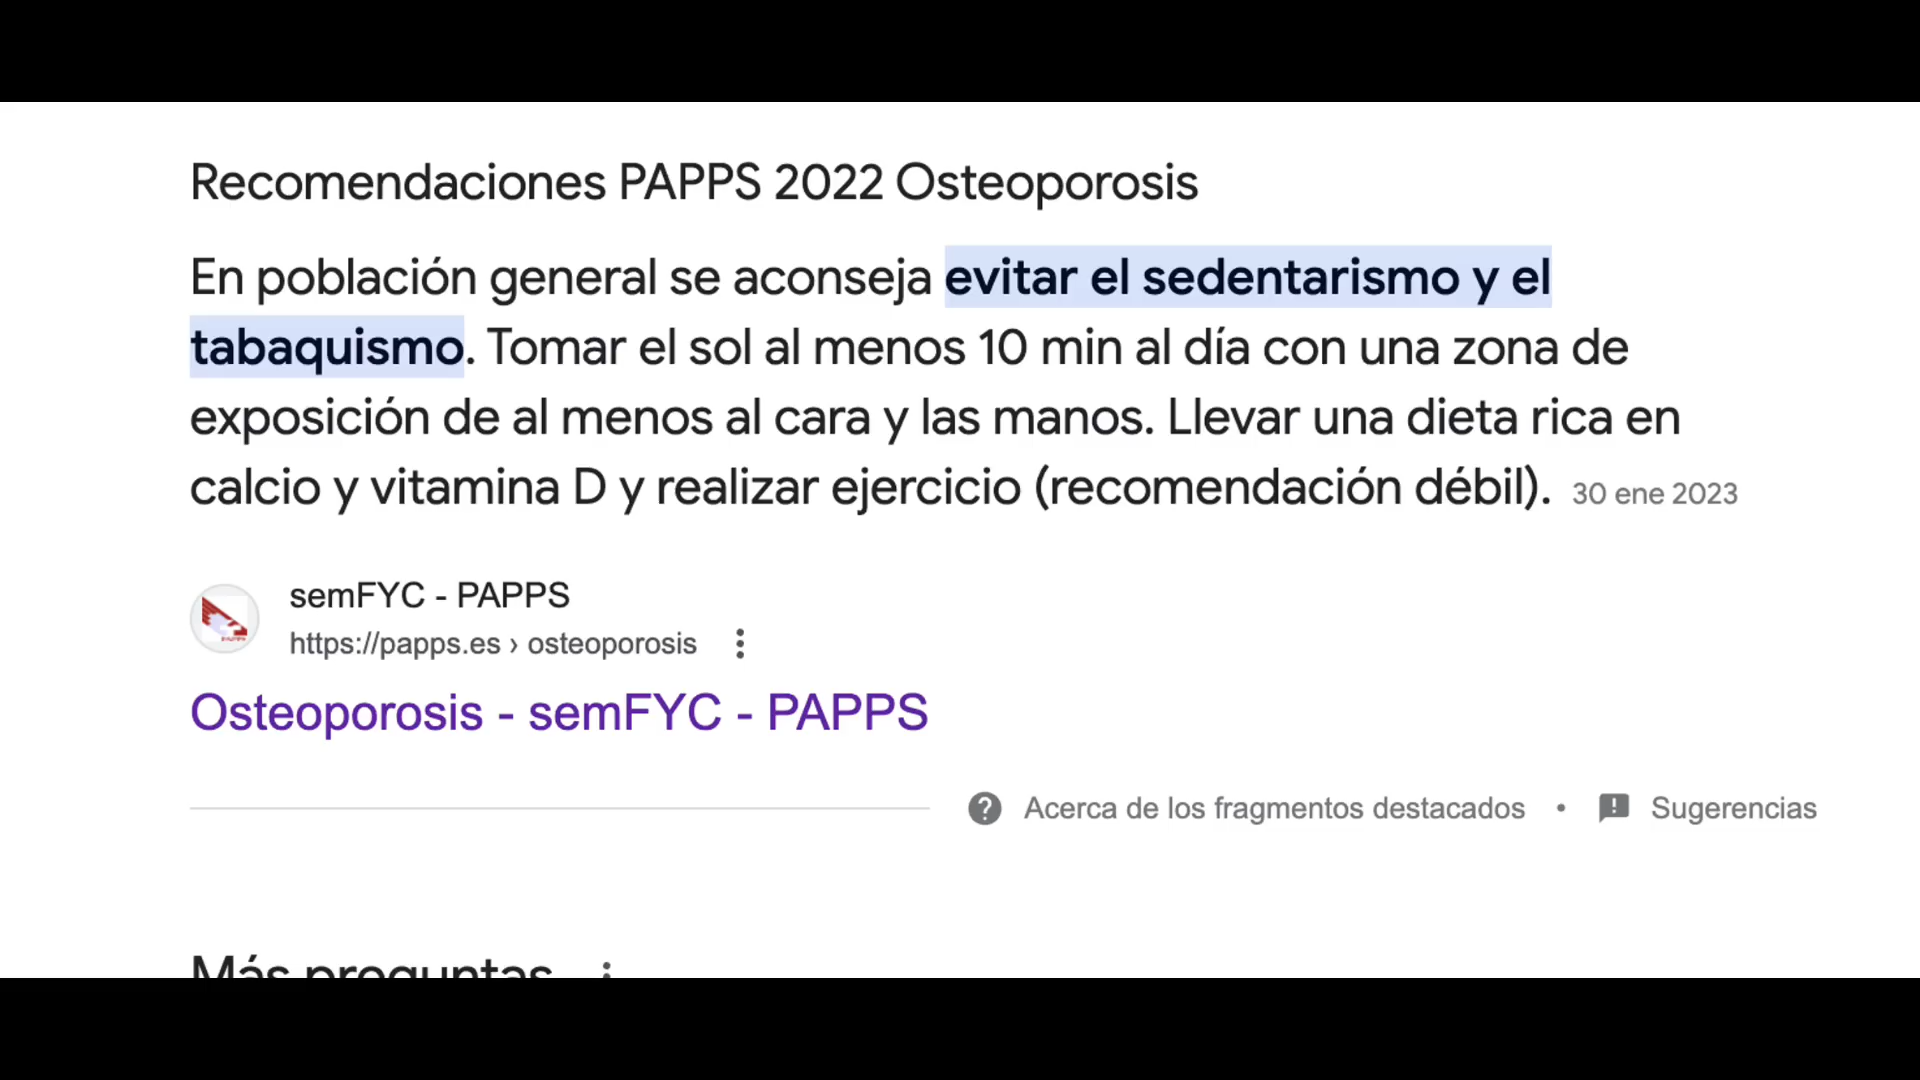 Recomendaciones PAPPS 2022 Osteoporosis
En población general se aconseja evitar el sedentarismo y el
tabaquismo. Tomar el sol al menos 10 min al día con una zona de
exposición de al menos al cara y las manos. Llevar una dieta rica en
calcio y vitamina D y realizar ejercicio (recomendación débil). 30 ene 2023
semFYC - PAPPS
https://papps.es › osteoporosis
Osteoporosis - semFYC - PAPPS
Acerca de los fragmentos destacados • Sugerencias
Más preguntas